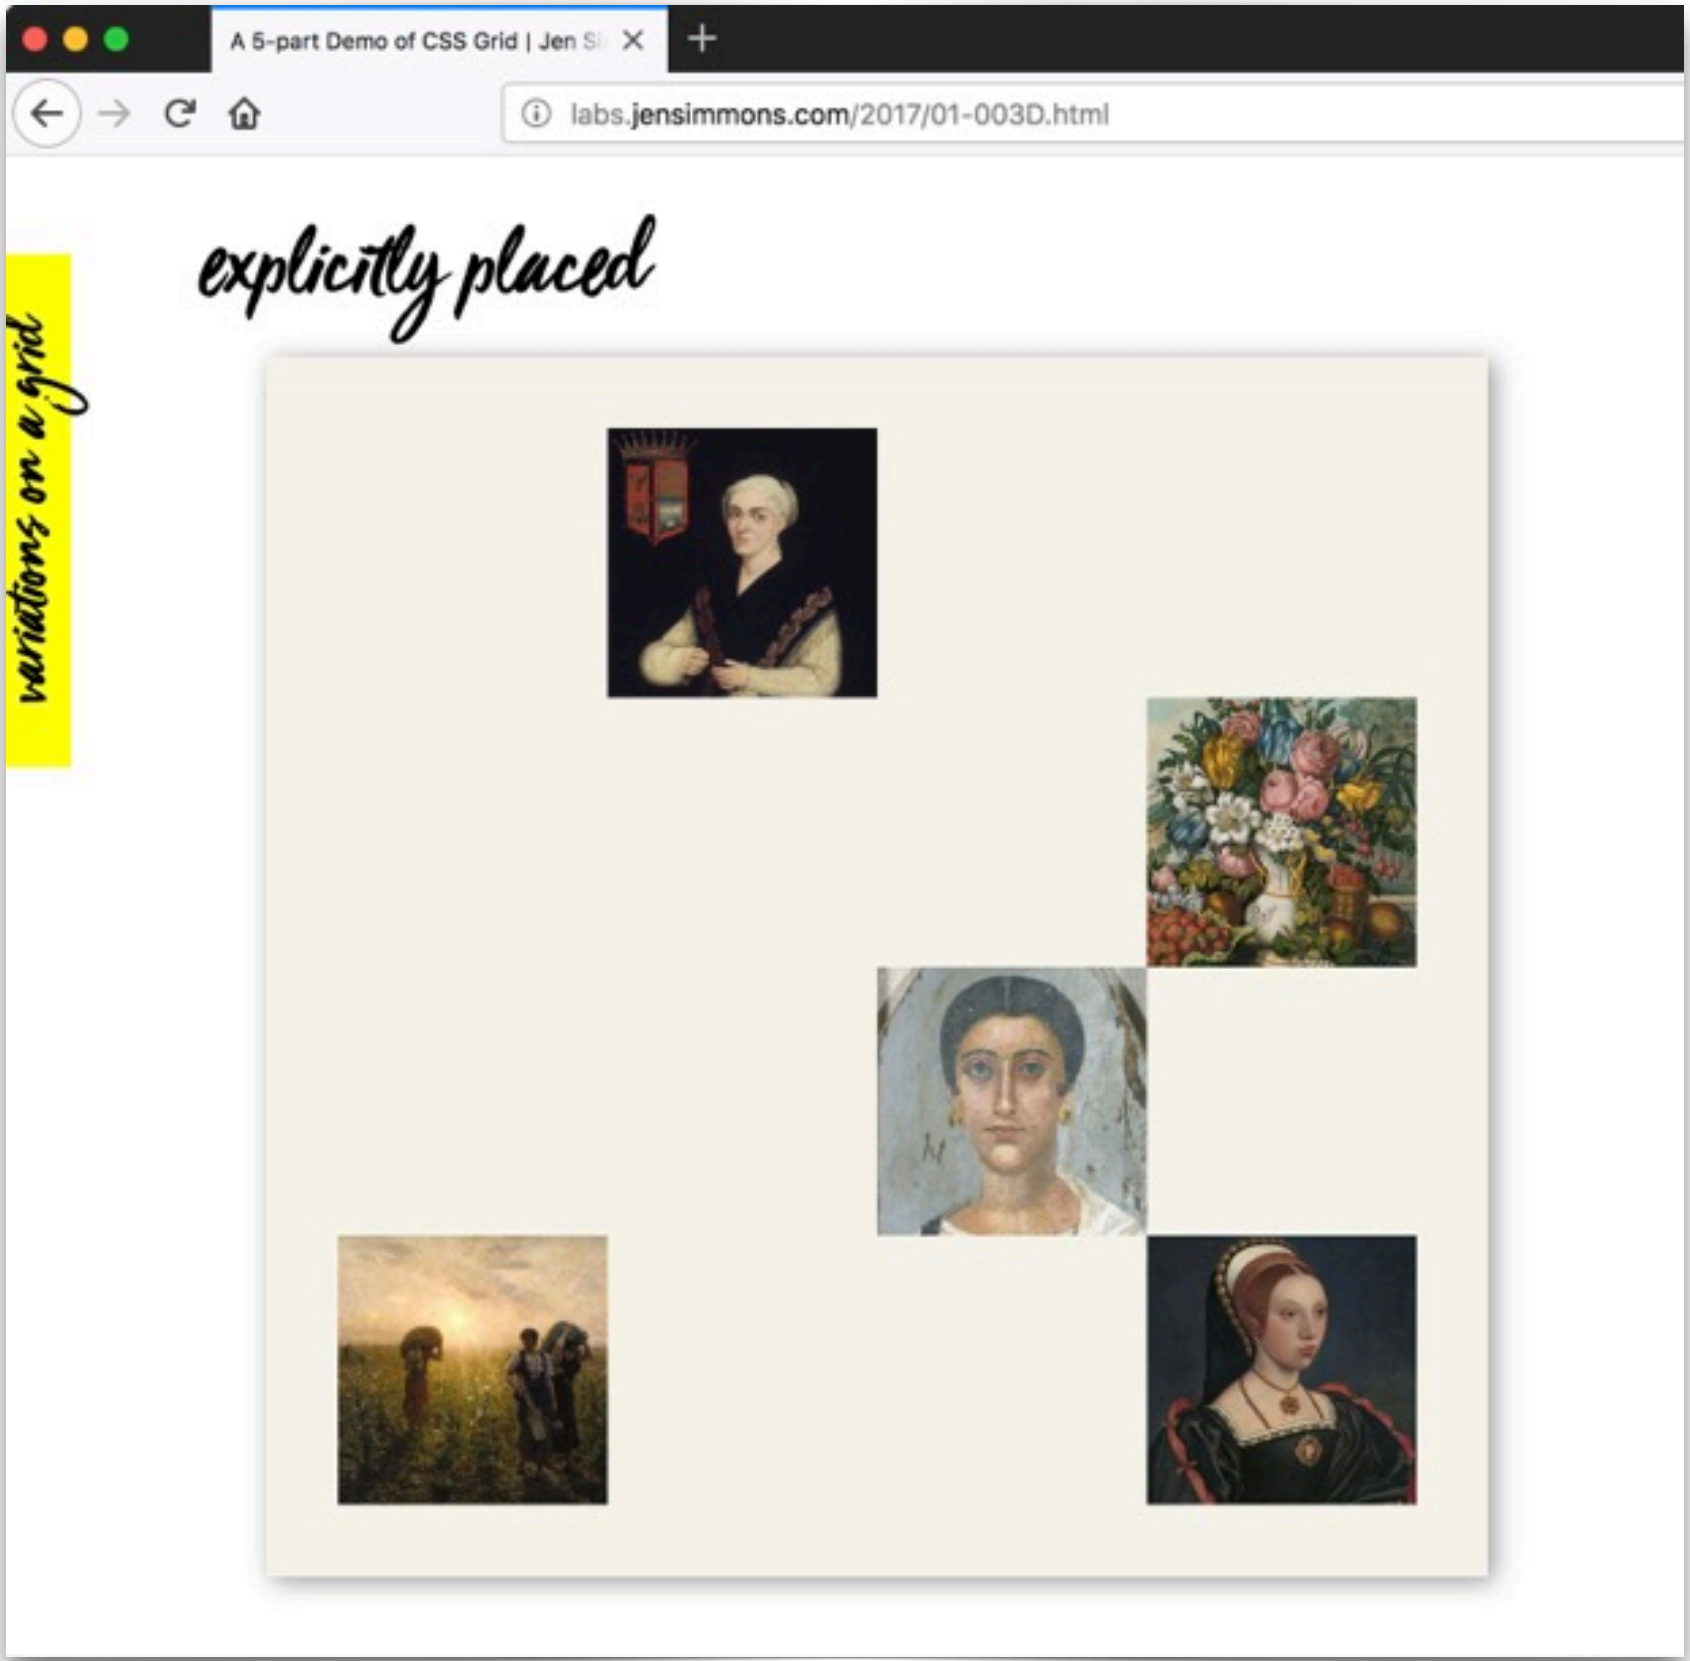 A 5-part Demo of CSS Grid | Jen Si
labs.jensimmons.com/2017/01-003D.html
explicitly placed
variations on a grid